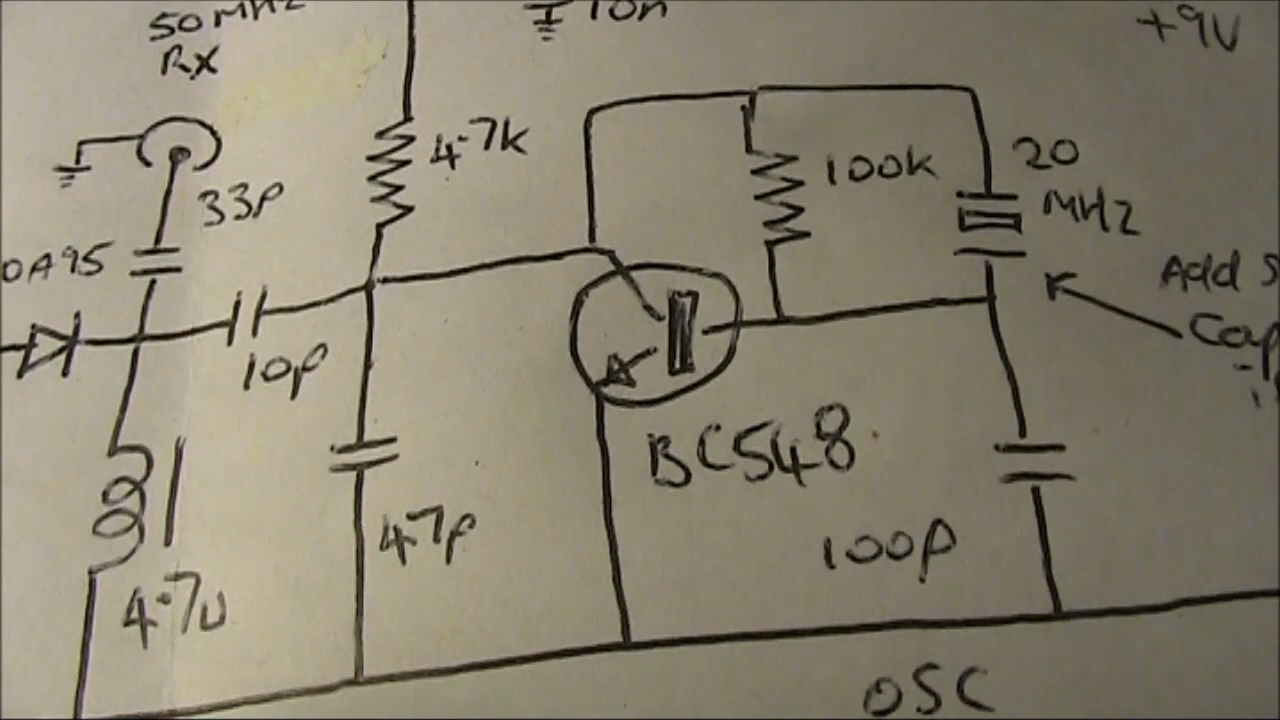 50MHz
RX
10n
+9V
4.7k
100k
20
MHZ
33p
OA95
Add
Cap
10p
BC548
47p
100p
4.7u
OSC